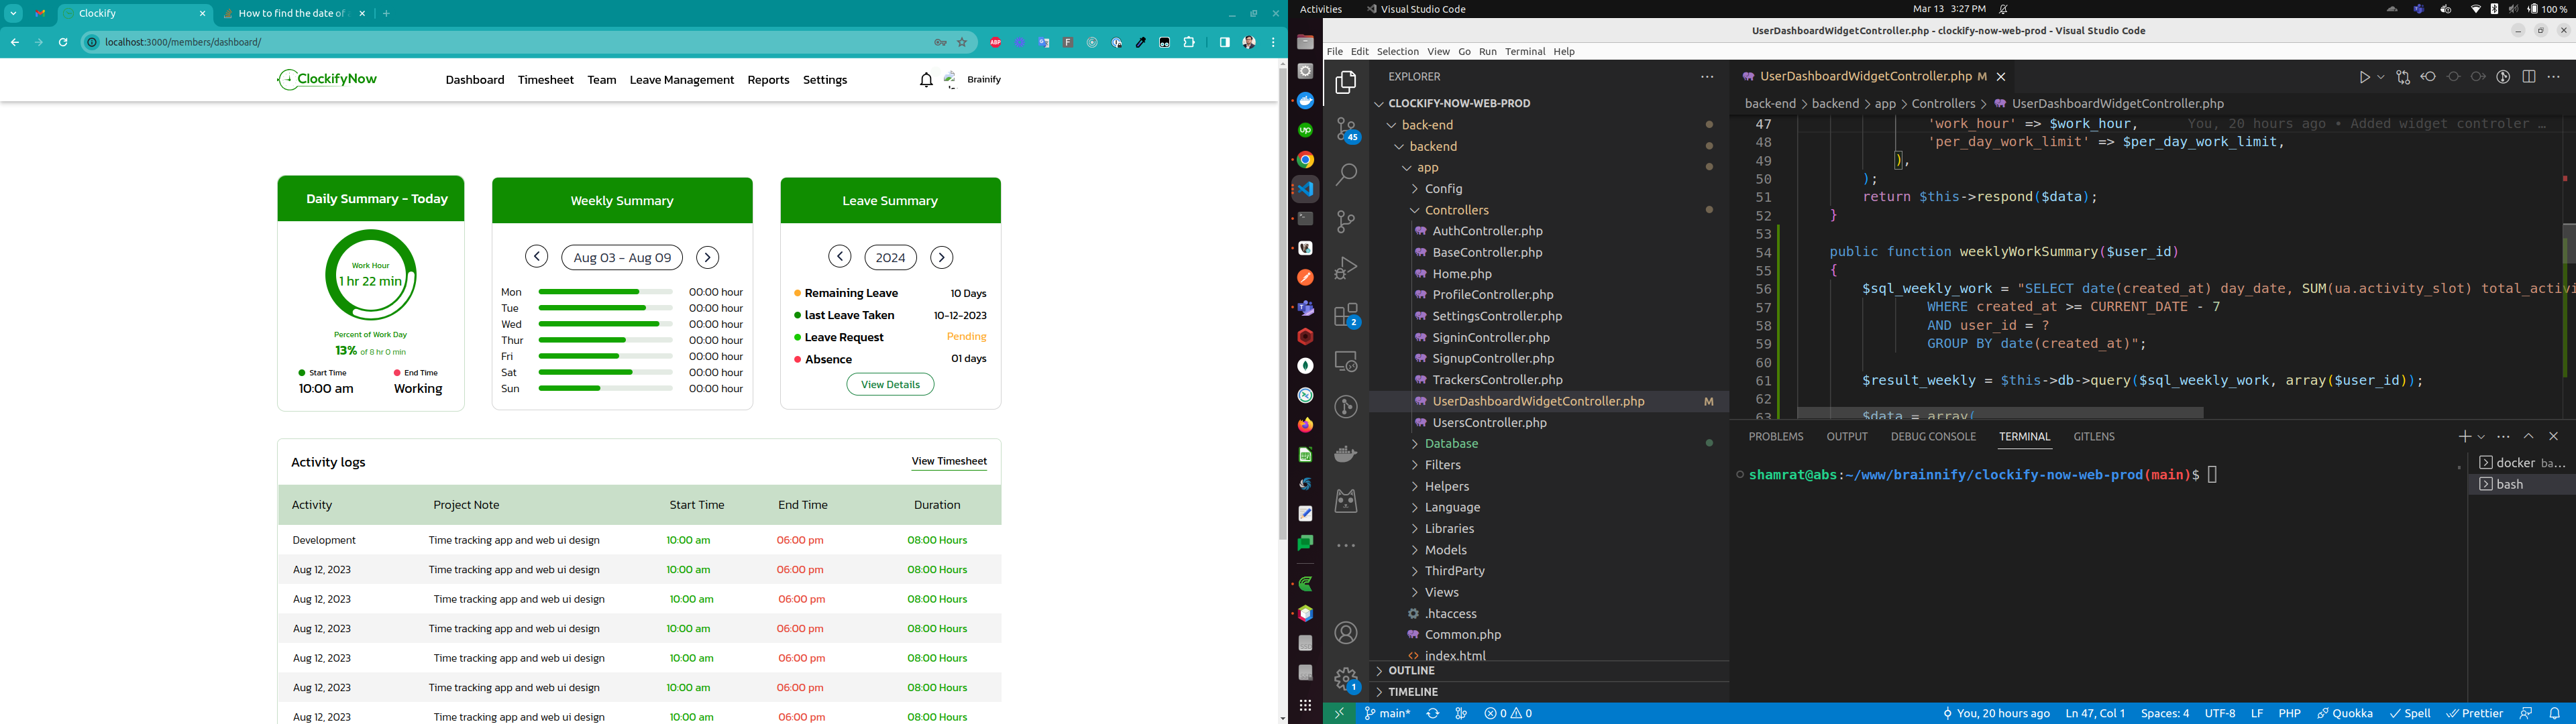 Clockify
How to find the date of
localhost:3000/members/dashboard/
ClockifyNow
Dashboard Timesheet Team Leave Management Reports Settings
Brainify
Daily Summary - Today
Work Hour
1 hr 22 min
Percent of Work Day
13% of 8 hr 0 min
Start Time End Time
10:00 am Working
Weekly Summary
Aug 03 - Aug 09
Mon 00:00 hour
Tue 00:00 hour
Wed 00:00 hour
Thur 00:00 hour
Fri 00:00 hour
Sat 00:00 hour
Sun 00:00 hour
Leave Summary
2024
Remaining Leave 10 Days
last Leave Taken 10-12-2023
Leave Request Pending
Absence 01 days
View Details
Activity logs View Timesheet
Activity Project Note Start Time End Time Duration
Development Time tracking app and web ui design 10:00 am 06:00 pm 08:00 Hours
Aug 12, 2023 Time tracking app and web ui design 10:00 am 06:00 pm 08:00 Hours
Aug 12, 2023 Time tracking app and web ui design 10:00 am 06:00 pm 08:00 Hours
Aug 12, 2023 Time tracking app and web ui design 10:00 am 06:00 pm 08:00 Hours
Aug 12, 2023 Time tracking app and web ui design 10:00 am 06:00 pm 08:00 Hours
Aug 12, 2023 Time tracking app and web ui design 10:00 am 06:00 pm 08:00 Hours
Aug 12, 2023 Time tracking app and web ui design 10:00 am 06:00 pm 08:00 Hours
Activities Visual Studio Code Mar 13 3:27 PM 100 %
UserDashboardWidgetController.php - clockify-now-web-prod - Visual Studio Code
File Edit Selection View Go Run Terminal Help
EXPLORER
CLOCKIFY-NOW-WEB-PROD
back-end
backend
app
Config
Controllers
AuthController.php
BaseController.php
Home.php
ProfileController.php
SettingsController.php
SigninController.php
SignupController.php
TrackersController.php
UserDashboardWidgetController.php M
UsersController.php
Database
Filters
Helpers
Language
Libraries
Models
ThirdParty
Views
.htaccess
Common.php
index.html
OUTLINE
TIMELINE
45
2
1
UserDashboardWidgetController.php M
back-end > backend > app > Controllers > UserDashboardWidgetController.php
47 'work_hour' => $work_hour, You, 20 hours ago • Added widget controler …
48 'per_day_work_limit' => $per_day_work_limit,
49 ),
50 );
51 return $this->respond($data);
52 }
53
54 public function weeklyWorkSummary($user_id)
55 {
56 $sql_weekly_work = "SELECT date(created_at) day_date, SUM(ua.activity_slot) total_activi
57 WHERE created_at >= CURRENT_DATE - 7
58 AND user_id = ?
59 GROUP BY date(created_at)";
60
61 $result_weekly = $this->db->query($sql_weekly_work, array($user_id));
62
63 $data = array(
PROBLEMS OUTPUT DEBUG CONSOLE TERMINAL GITLENS
shamrat@abs:~/www/brainnify/clockify-now-web-prod(main)$
docker ba...
bash
main* 0 0 You, 20 hours ago Ln 47, Col 1 Spaces: 4 UTF-8 LF PHP Quokka Spell Prettier